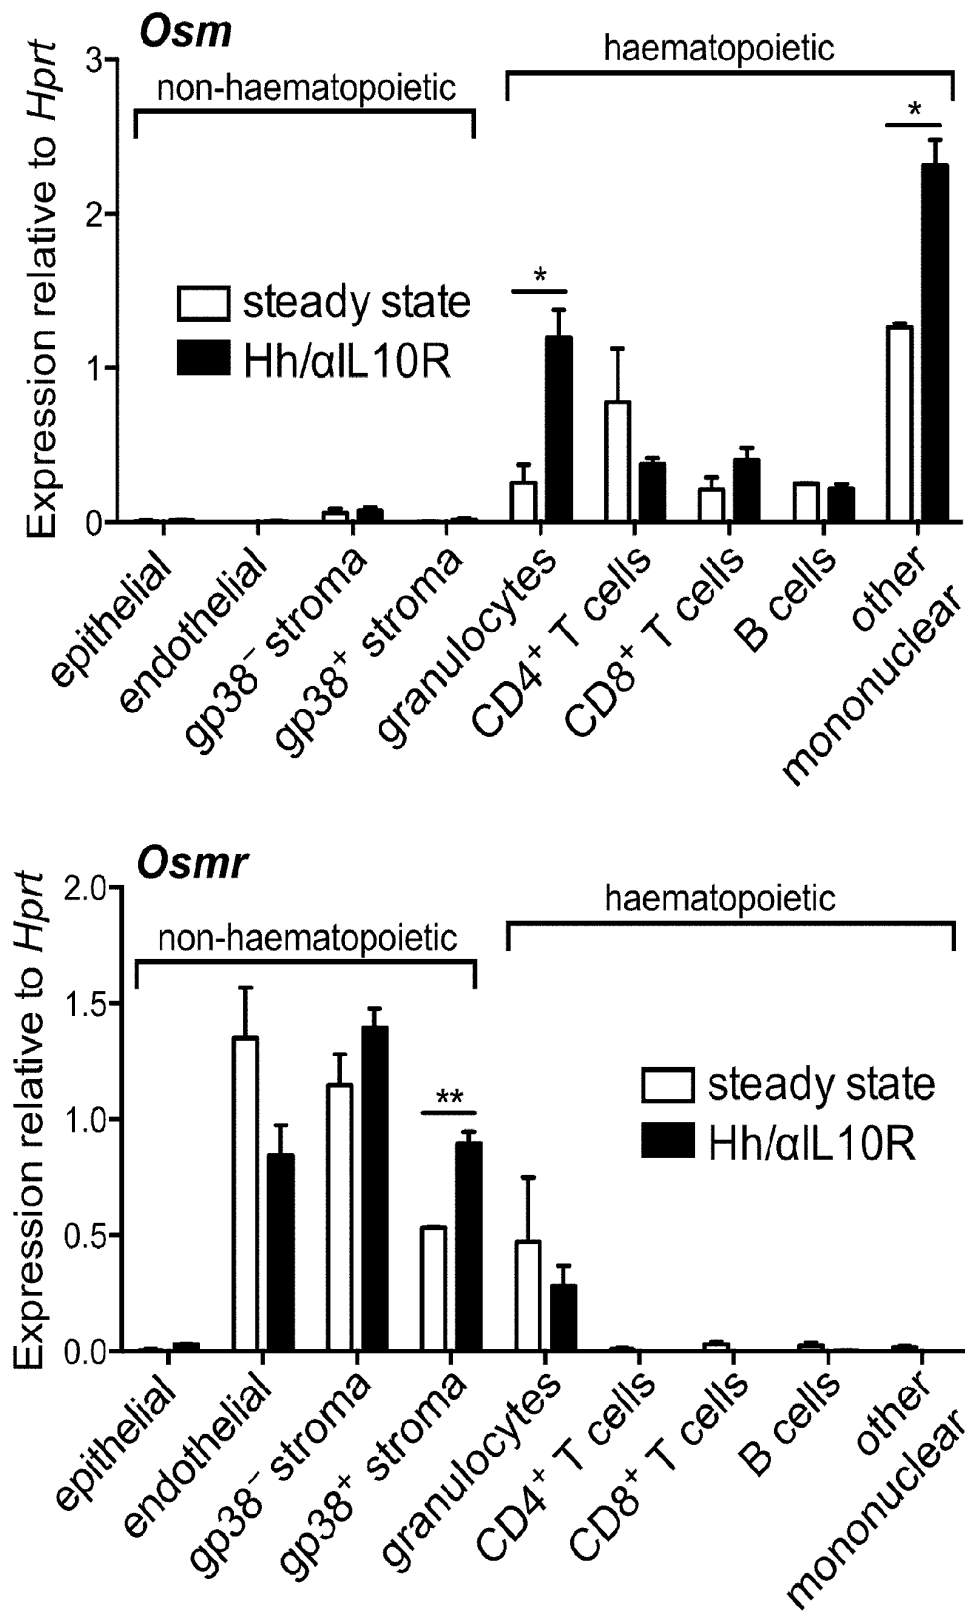 Osm
haematopoietic
non-haematopoietic
Expression relative to Hprt
3
2
1
0
*
*
steady state
Hh/αIL10R
epithelial
endothelial
gp38⁻ stroma
gp38⁺ stroma
granulocytes
CD4⁺ T cells
CD8⁺ T cells
B cells
other
mononuclear
Osmr
haematopoietic
non-haematopoietic
Expression relative to Hprt
2.0
1.5
1.0
0.5
0.0
**
steady state
Hh/αIL10R
epithelial
endothelial
gp38⁻ stroma
gp38⁺ stroma
granulocytes
CD4⁺ T cells
CD8⁺ T cells
B cells
other
mononuclear